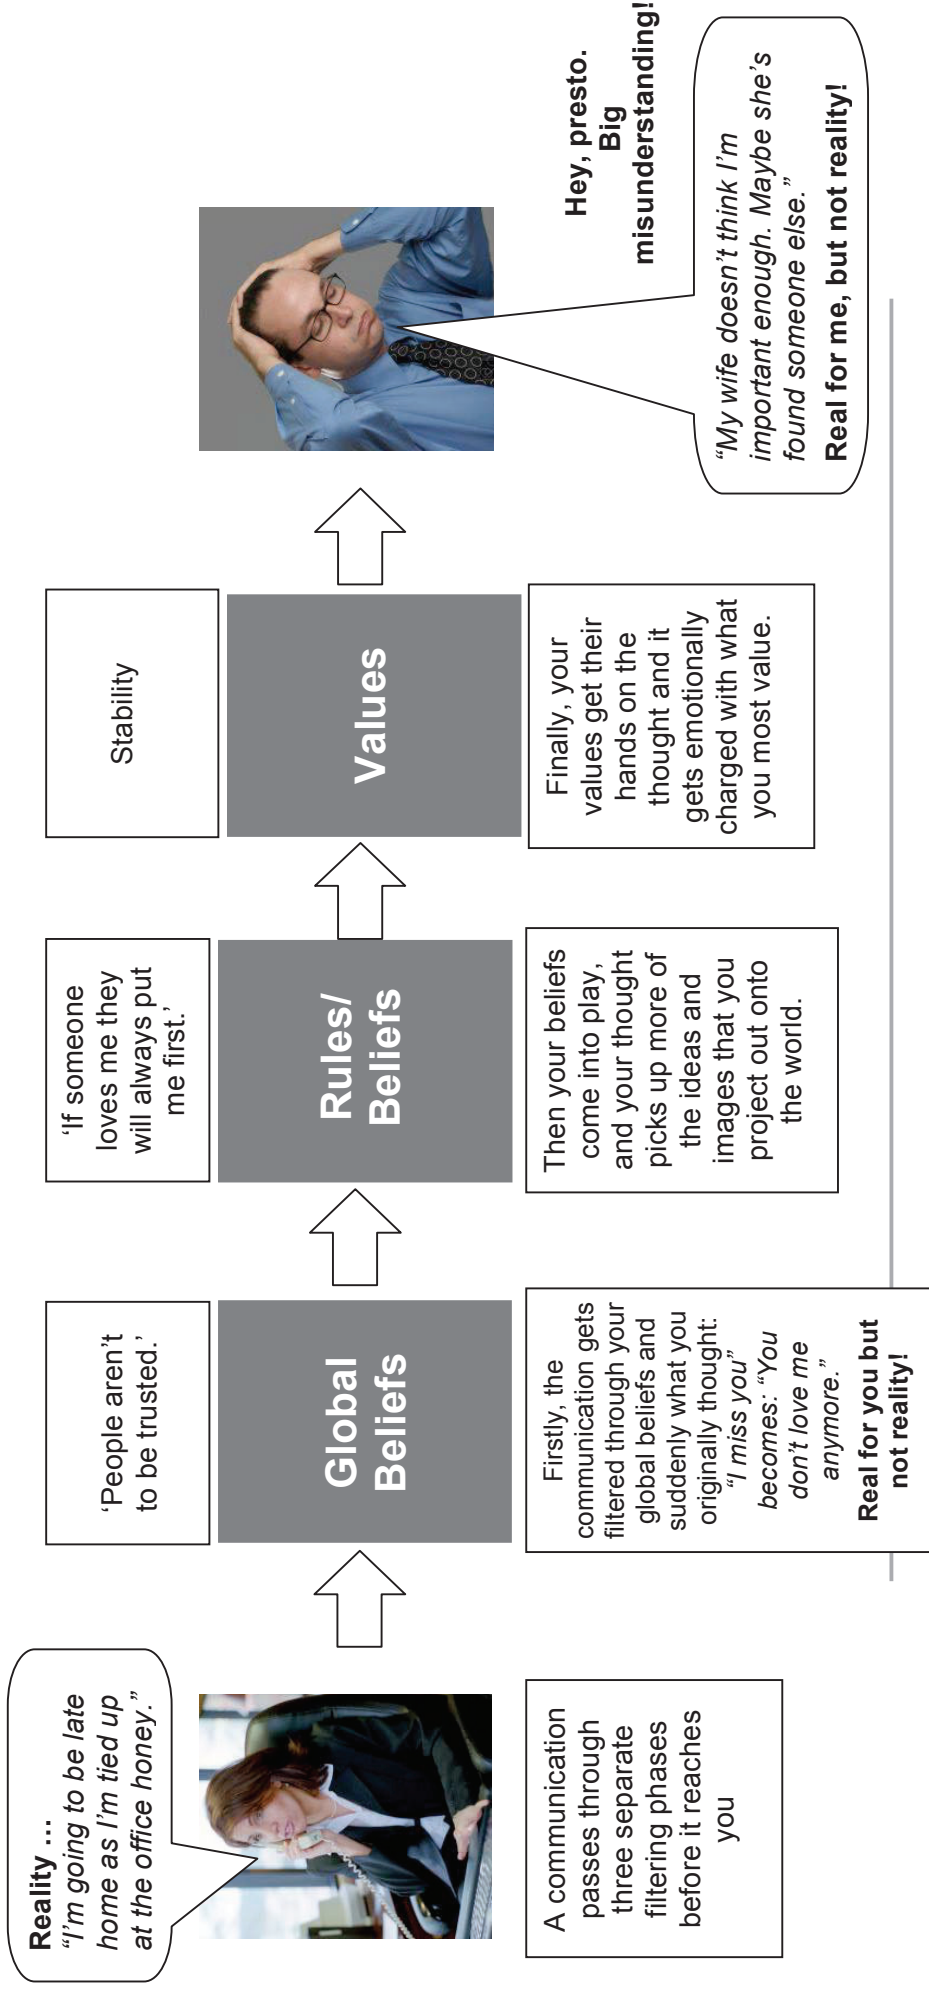 Reality ...
“I’m going to be late
home as I’m tied up
at the office honey.”
A communication
passes through
three separate
filtering phases
before it reaches
you
‘People aren’t
to be trusted.’
Global
Beliefs
Firstly, the
communication gets
filtered through your
global beliefs and
suddenly what you
originally thought:
“I miss you”
becomes: “You
don’t love me
anymore.”
Real for you but
not reality!
‘If someone
loves me they
will always put
me first.’
Rules/
Beliefs
Then your beliefs
come into play,
and your thought
picks up more of
the ideas and
images that you
project out onto
the world.
Stability
Values
Finally, your
values get their
hands on the
thought and it
gets emotionally
charged with what
you most value.
Hey, presto.
Big
misunderstanding!
“My wife doesn’t think I’m
important enough. Maybe she’s
found someone else.”
Real for me, but not reality!